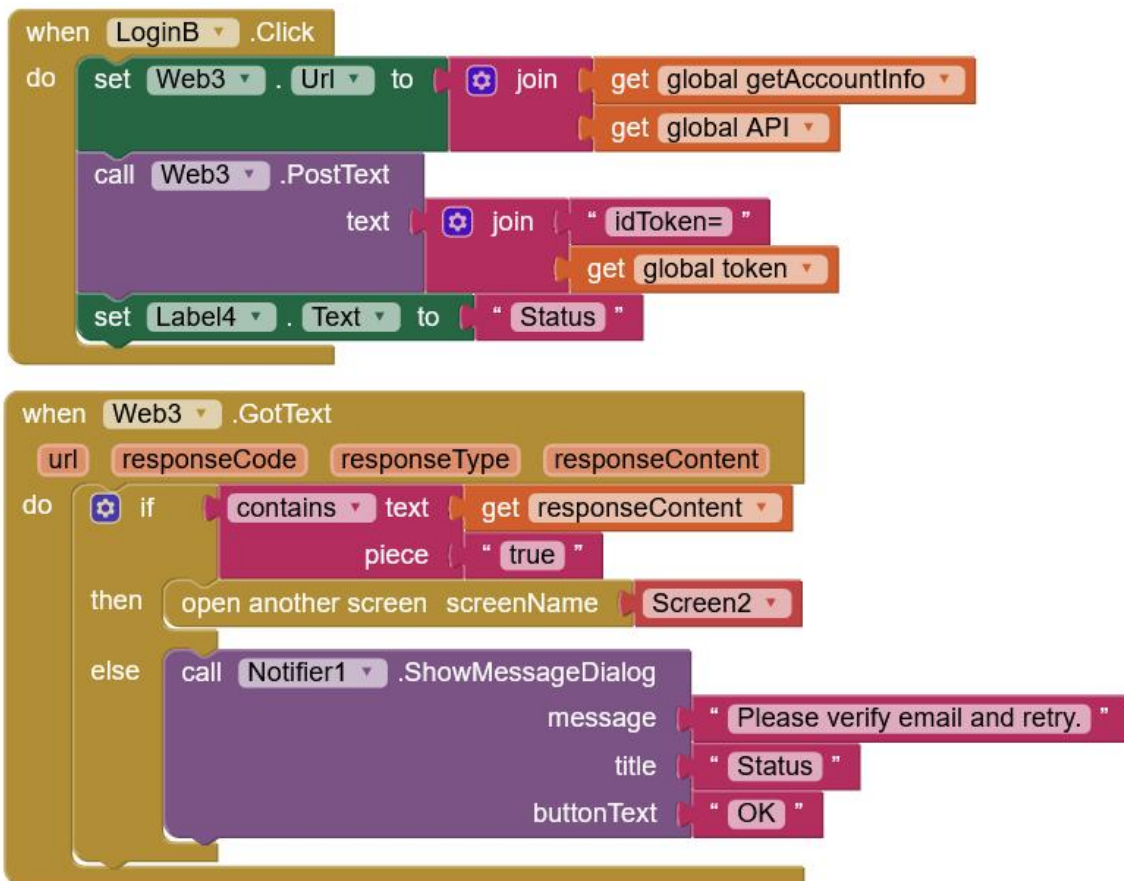 when LoginB .Click
do set Web3 . Url to join get global getAccountInfo
get global API
call Web3 .PostText
text join " idToken= "
get global token
set Label4 . Text to " Status "
when Web3 .GotText
url responseCode responseType responseContent
do if contains text get responseContent
piece " true "
then open another screen screenName Screen2
else call Notifier1 .ShowMessageDialog
message " Please verify email and retry. "
title " Status "
buttonText " OK "